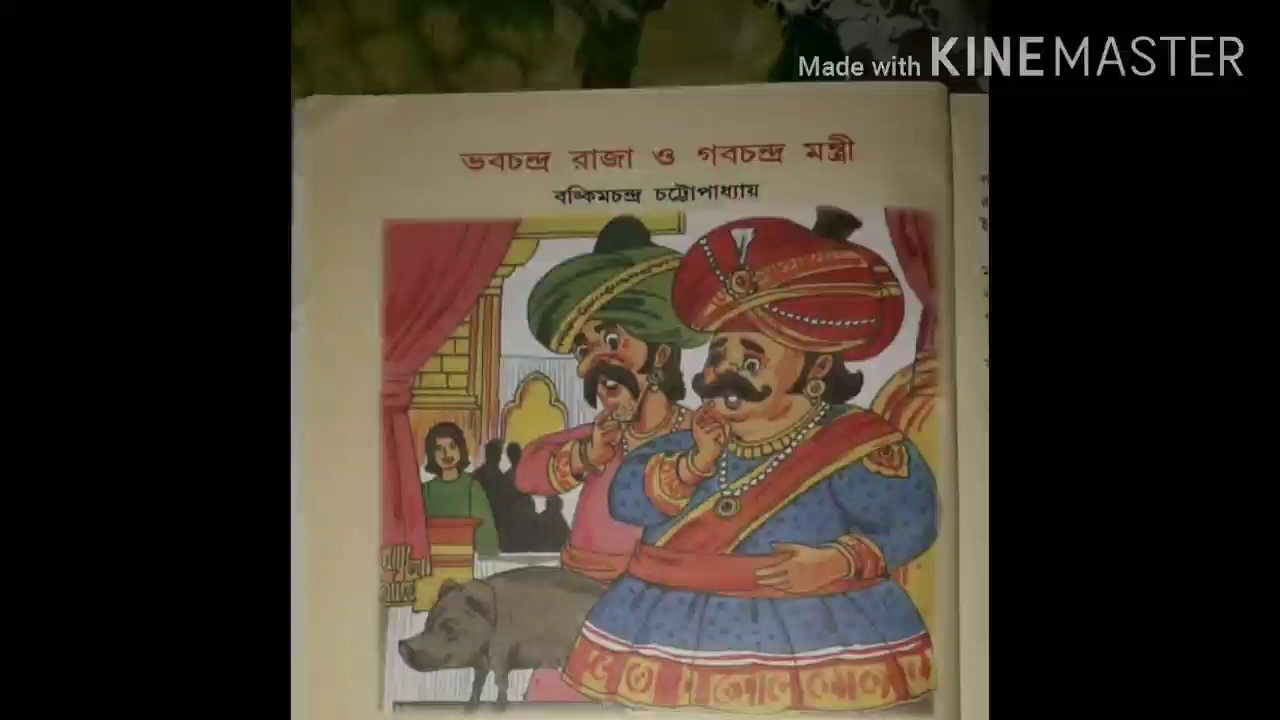 Made with KINEMASTER
ভবচন্দ্র রাজা ও গবচন্দ্র মন্ত্রী
বঙ্কিমচন্দ্র চট্টোপাধ্যায়